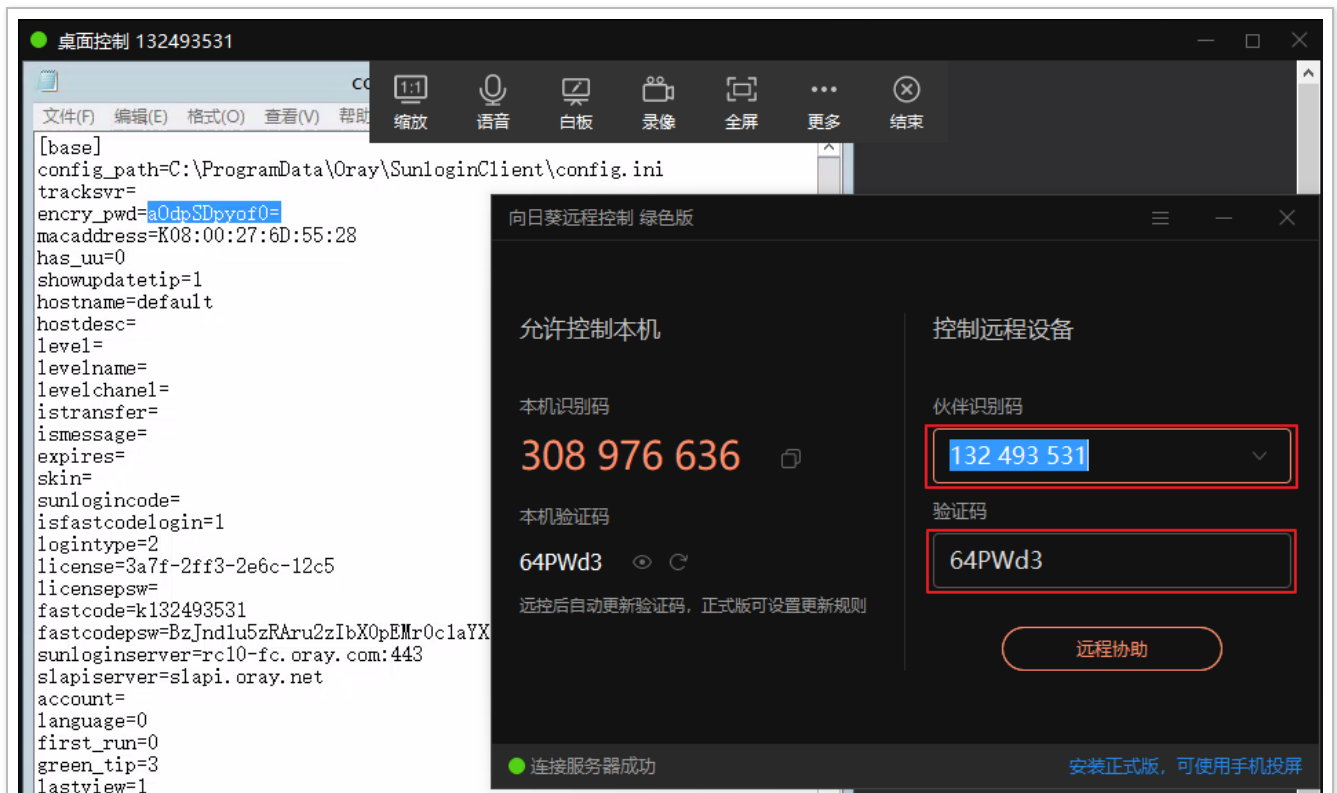 桌面控制 132493531
缩放
语音
白板
录像
全屏
更多
结束
1:1
文件(F) 编辑(E) 格式(O) 查看(V) 帮助
[base]
config_path=C:\ProgramData\Oray\SunloginClient\config.ini
tracksvr=
encry_pwd=aOdpSDpyof0=
macaddress=K08:00:27:6D:55:28
has_uu=0
showupdatetip=1
hostname=default
hostdesc=
level=
levelname=
levelchanel=
istransfer=
ismessage=
expires=
skin=
sunlogincode=
isfastcodelogin=1
logintype=2
license=3a7f-2ff3-2e6c-12c5
licensepsw=
fastcode=k132493531
fastcodepsw=BzJnd1u5zRAru2zIbX0pEMr0c1aYX
sunloginserver=rc10-fc.oray.com:443
slapiserver=slapi.oray.net
account=
language=0
first_run=0
green_tip=3
lastview=1
向日葵远程控制 绿色版
允许控制本机
本机识别码
308 976 636
本机验证码
64PWd3
远控后自动更新验证码，正式版可设置更新规则
控制远程设备
伙伴识别码
132 493 531
验证码
64PWd3
远程协助
连接服务器成功
安装正式版，可使用手机投屏